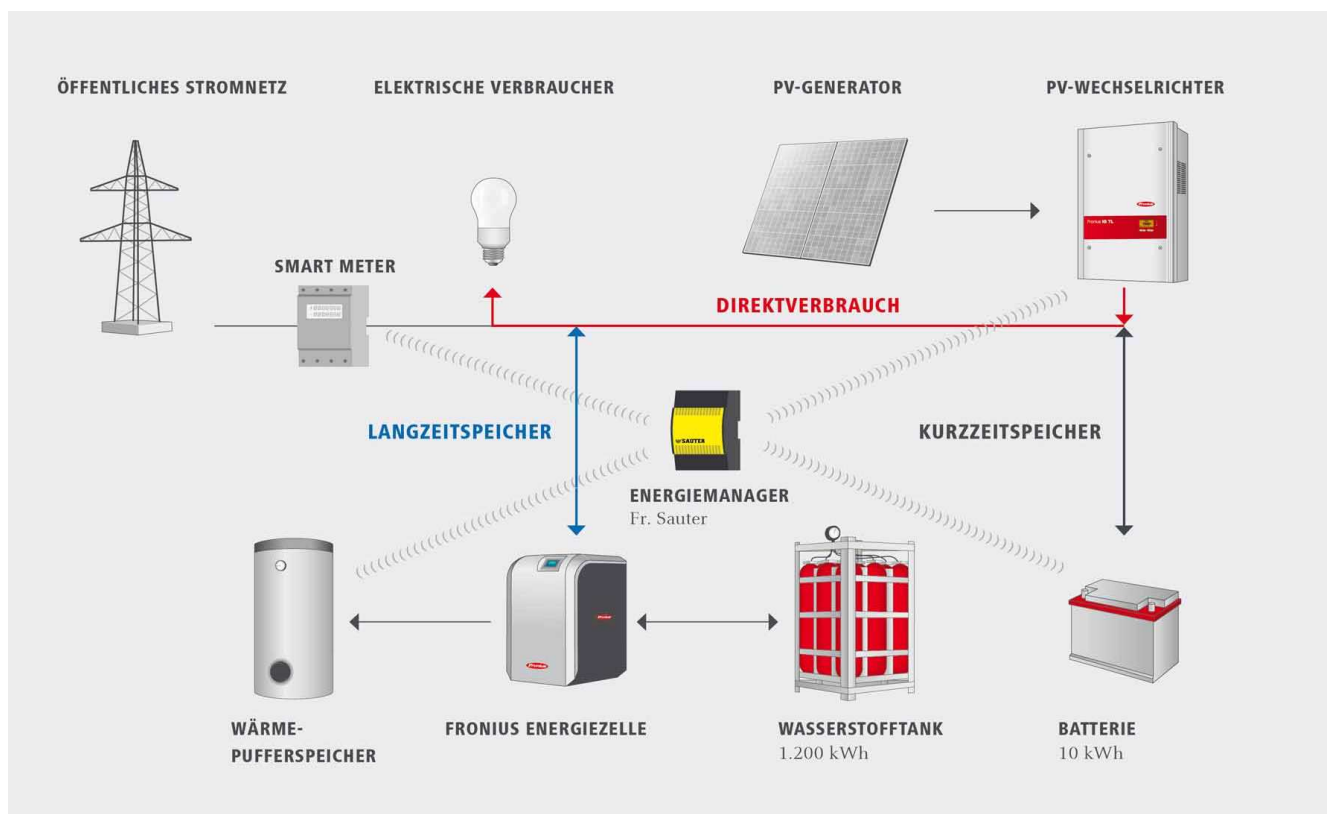 ÖFFENTLICHES STROMNETZ
ELEKTRISCHE VERBRAUCHER
PV-GENERATOR
PV-WECHSELRICHTER
SMART METER
DIREKTVERBRAUCH
LANGZEITSPEICHER
KURZZEITSPEICHER
SAUTER
ENERGIEMANAGER
Fr. Sauter
WÄRME-
PUFFERSPEICHER
FRONIUS ENERGIEZELLE
WASSERSTOFFTANK
1.200 kWh
BATTERIE
10 kWh